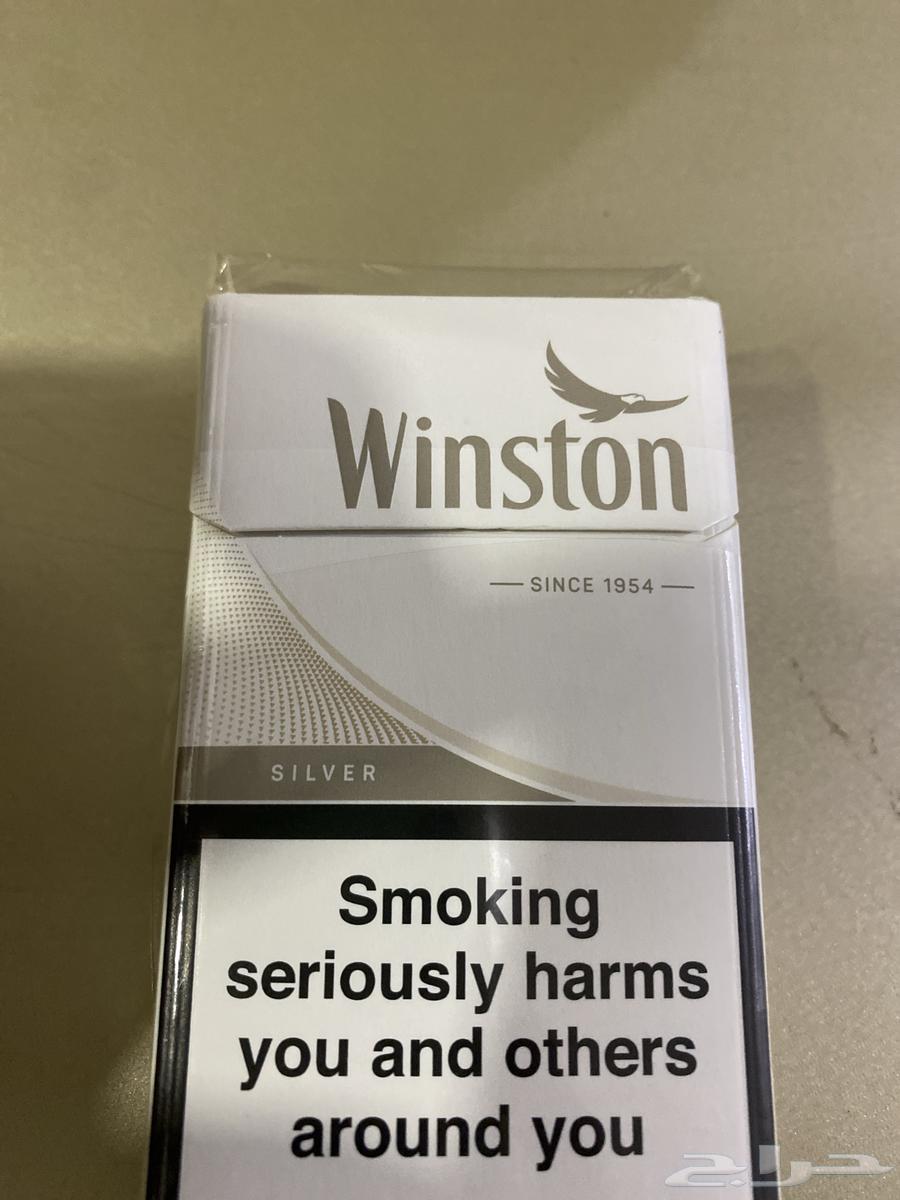 Winston
SINCE 1954
SILVER
Smoking
seriously harms
you and others
around you
حراج